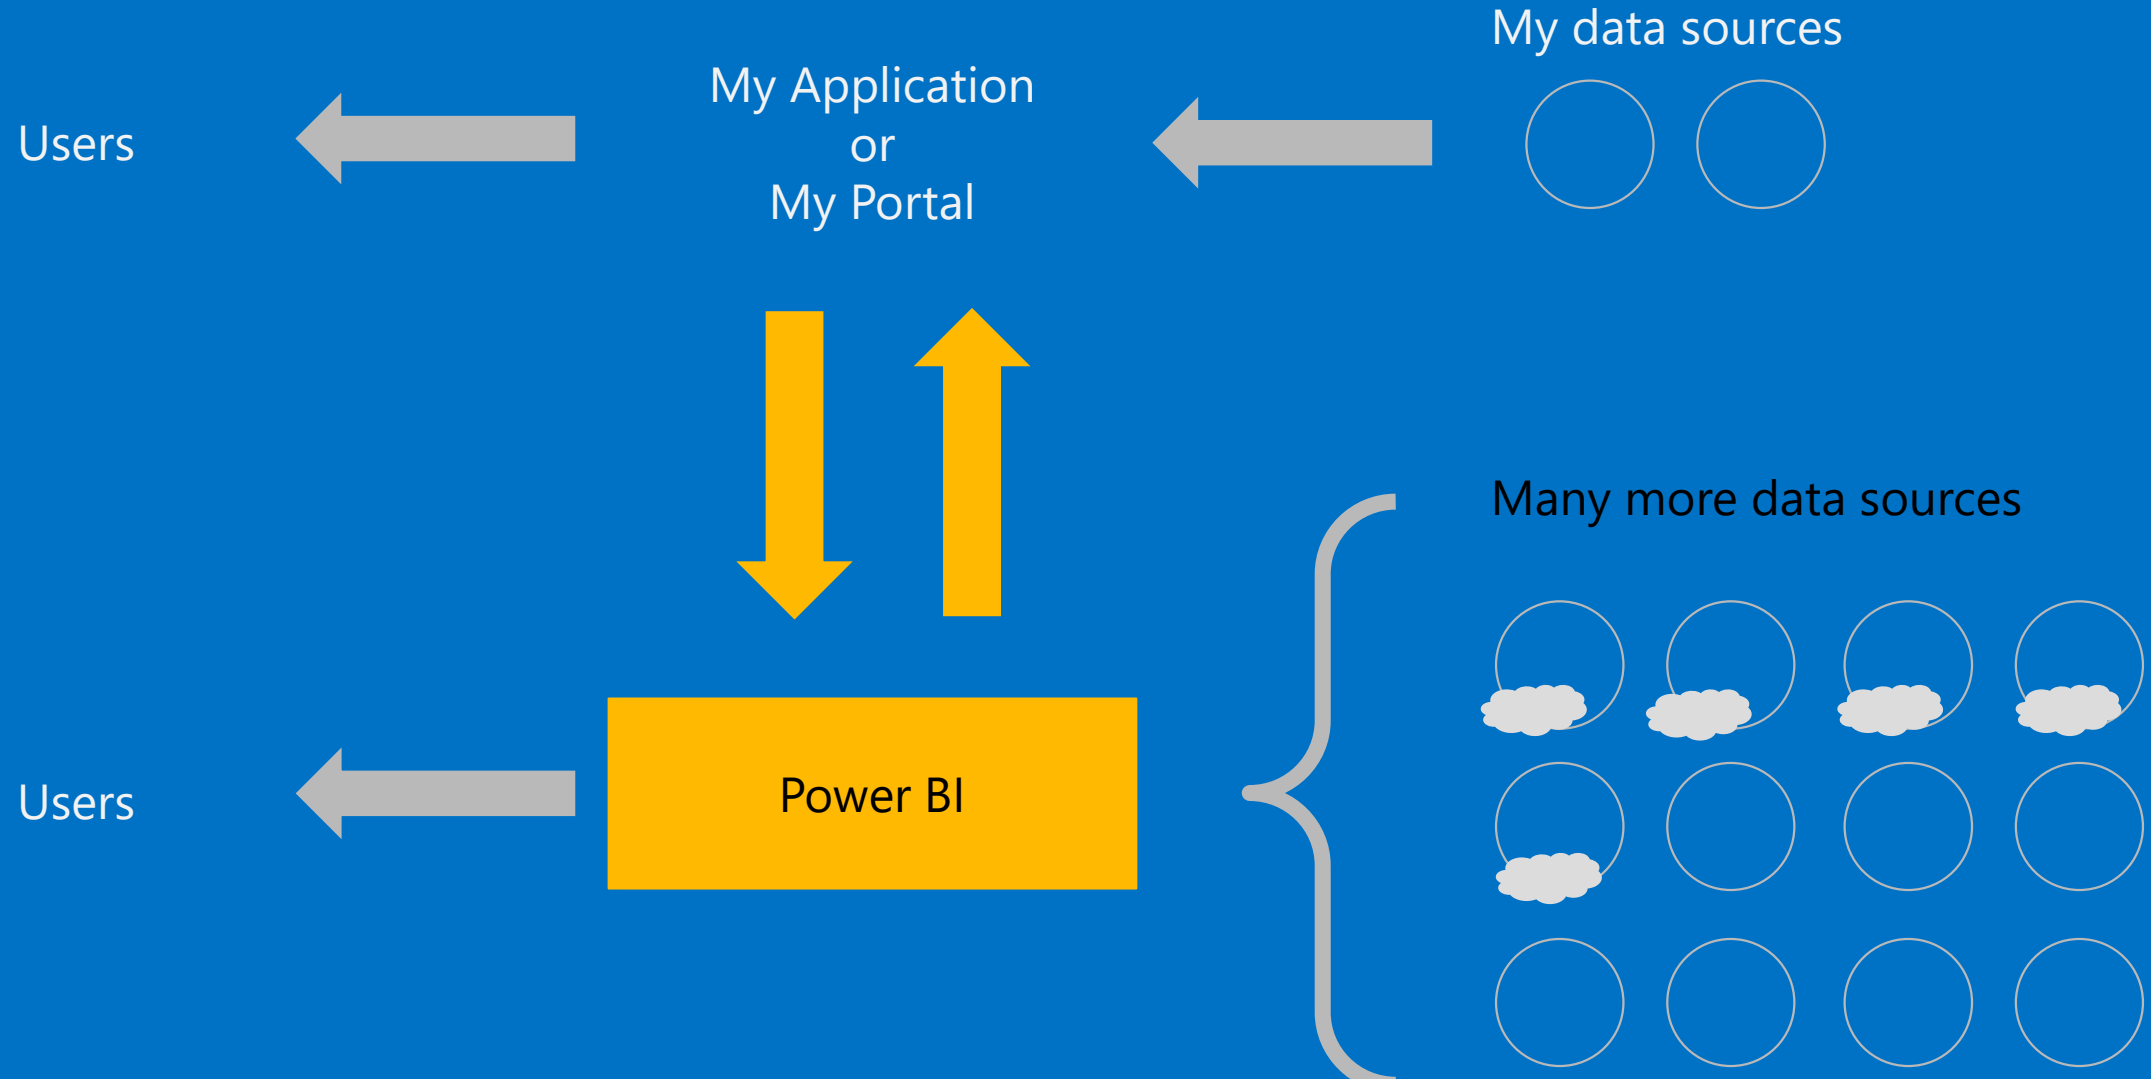 My data sources
Users
My Application
or
My Portal
Many more data sources
Users
Power BI